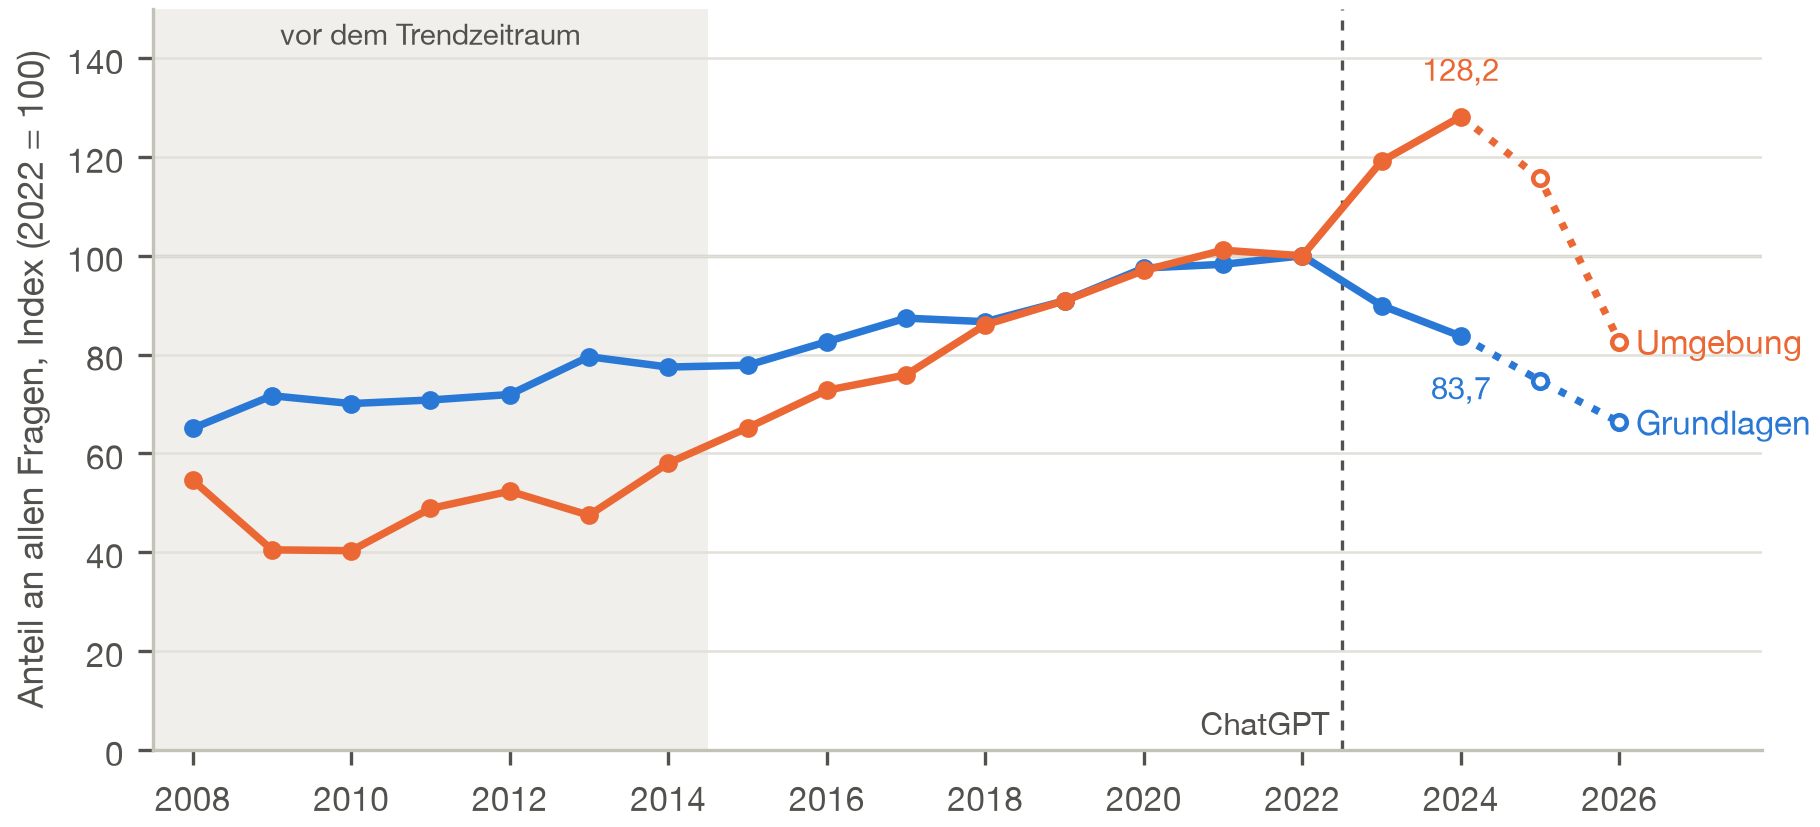 Anteil an allen Fragen, Index (2022 = 100)
vor dem Trendzeitraum
140
120
100
80
60
40
20
0
128,2
83,7
Umgebung
Grundlagen
ChatGPT
2008 2010 2012 2014 2016 2018 2020 2022 2024 2026